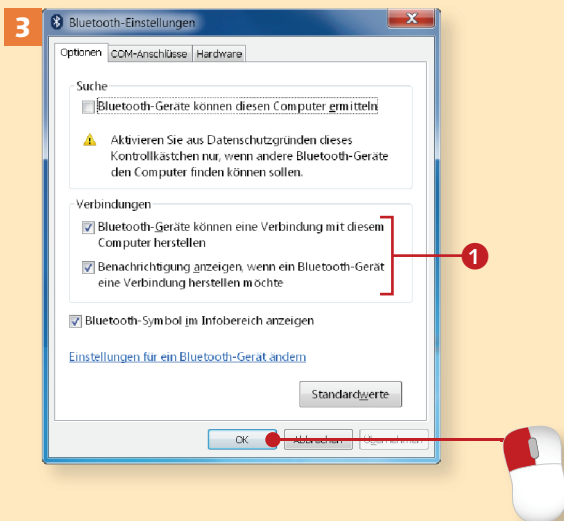 3
Bluetooth-Einstellungen
Optionen COM-Anschlüsse Hardware
Suche
Bluetooth-Geräte können diesen Computer ermitteln
Aktivieren Sie aus Datenschutzgründen dieses
Kontrollkästchen nur, wenn andere Bluetooth-Geräte
den Computer finden können sollen.
Verbindungen
Bluetooth-Geräte können eine Verbindung mit diesem
Computer herstellen
1
Benachrichtigung anzeigen, wenn ein Bluetooth-Gerät
eine Verbindung herstellen möchte
Bluetooth-Symbol im Infobereich anzeigen
Einstellungen für ein Bluetooth-Gerät ändern
Standardwerte
OK Abbrechen Übernehmen